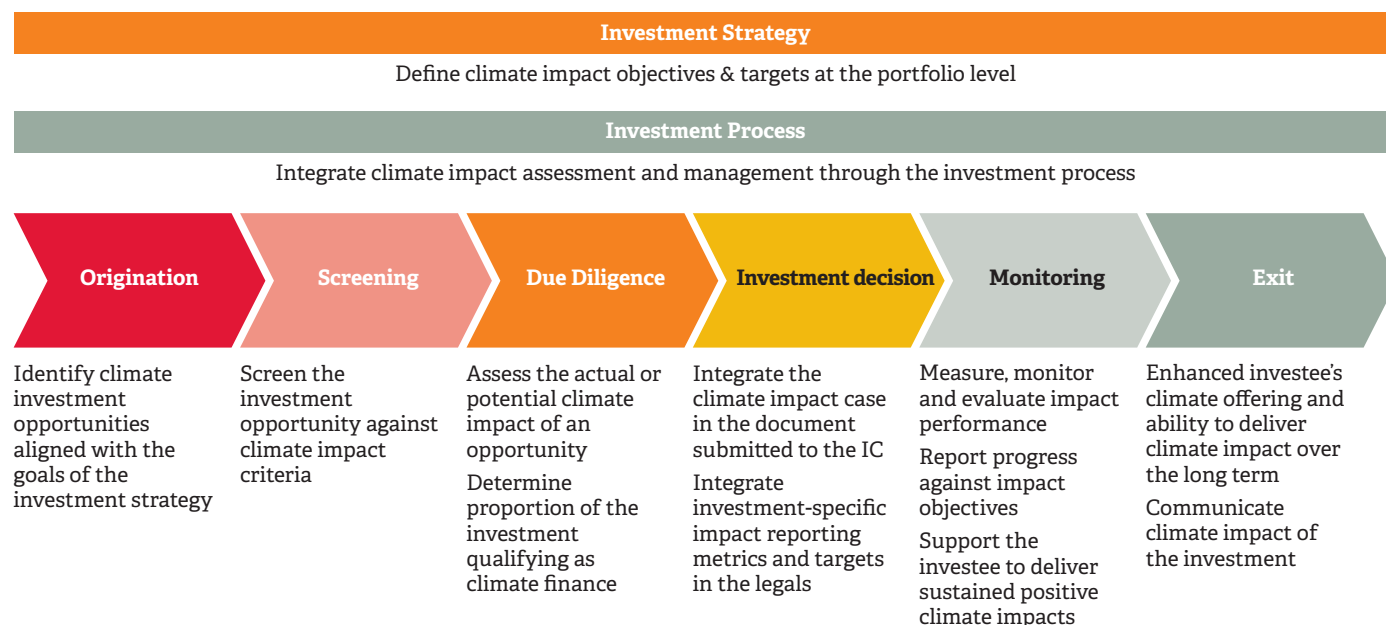 Investment Strategy
Define climate impact objectives & targets at the portfolio level
Investment Process
Integrate climate impact assessment and management through the investment process
Origination
Screening
Due Diligence
Investment decision
Monitoring
Exit
Identify climate
investment
opportunities
aligned with the
goals of the
investment strategy
Screen the
investment
opportunity against
climate impact
criteria
Assess the actual or
potential climate
impact of an
opportunity
Determine
proportion of the
investment
qualifying as
climate finance
Integrate the
climate impact case
in the document
submitted to the IC
Integrate
investment-specific
impact reporting
metrics and targets
in the legals
Measure, monitor
and evaluate impact
performance
Report progress
against impact
objectives
Support the
investee to deliver
sustained positive
climate impacts
Enhanced investee’s
climate offering and
ability to deliver
climate impact over
the long term
Communicate
climate impact of
the investment